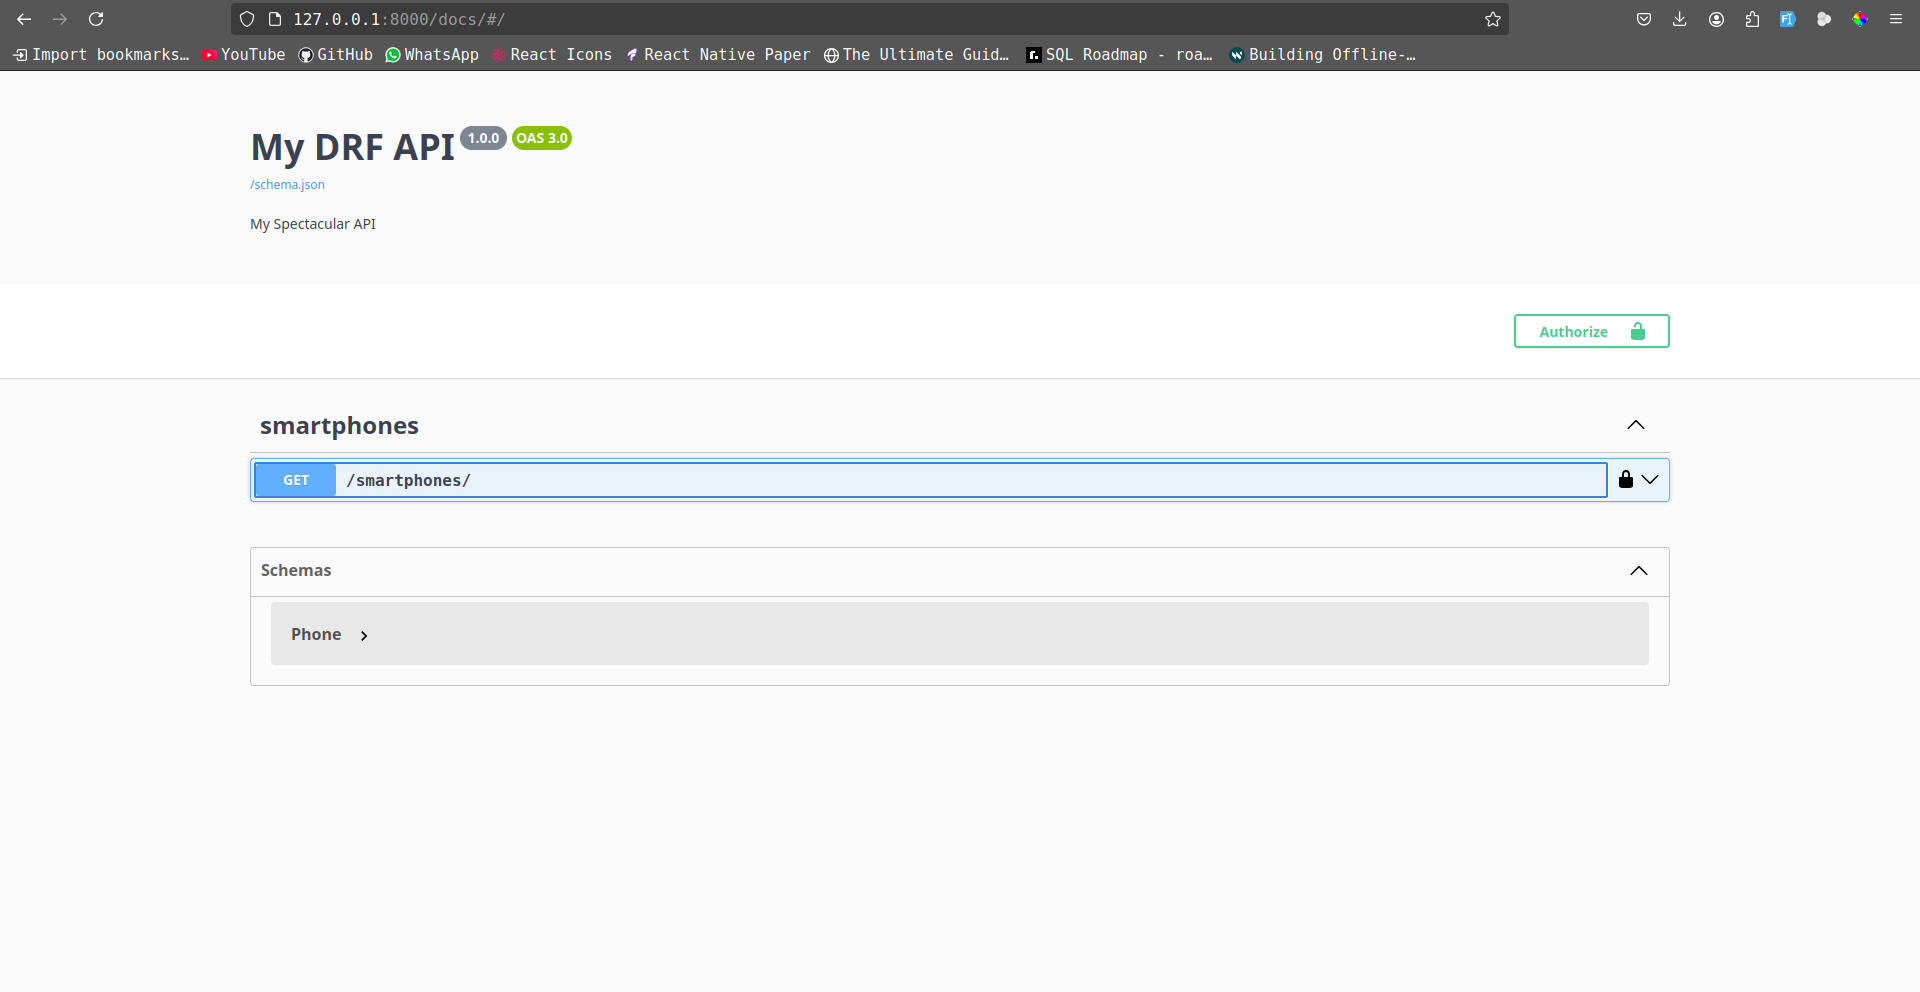 127.0.0.1:8000/docs/#/
Import bookmarks… YouTube GitHub WhatsApp React Icons React Native Paper The Ultimate Guid… SQL Roadmap - roa… Building Offline-…
My DRF API 1.0.0 OAS 3.0
/schema.json
My Spectacular API
Authorize
smartphones
GET /smartphones/
Schemas
Phone